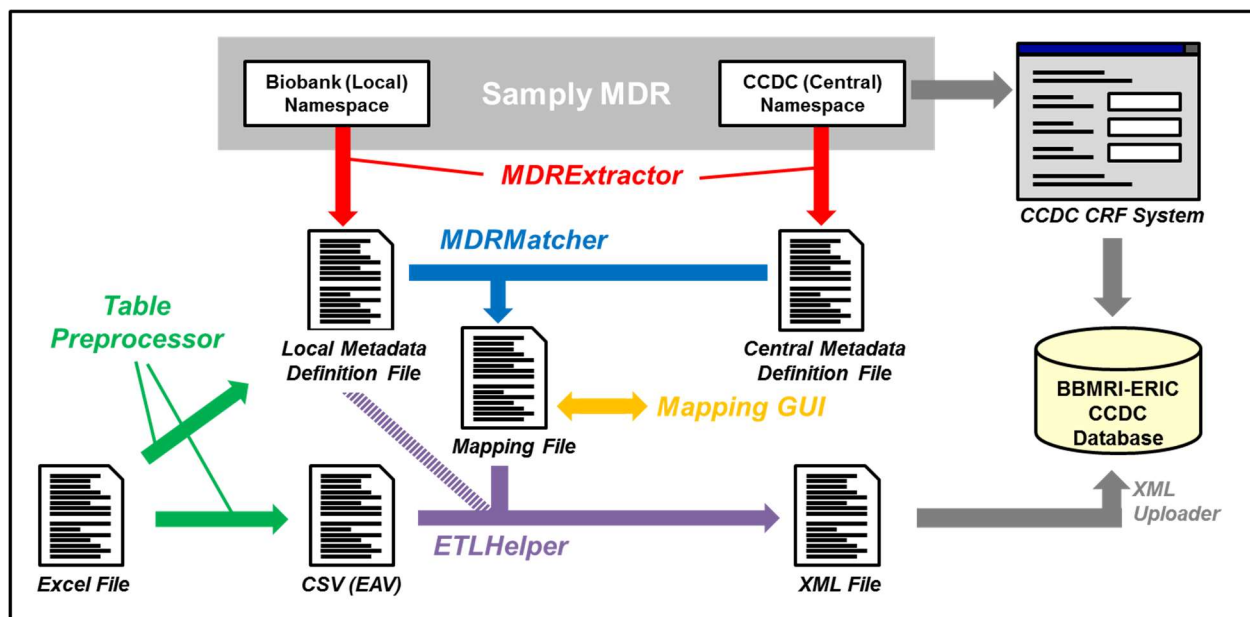 Biobank (Local)
Namespace
Samply MDR
CCDC (Central)
Namespace
MDRExtractor
CCDC CRF System
MDRMatcher
Table
Preprocessor
Local Metadata
Definition File
Central Metadata
Definition File
Mapping GUI
Mapping File
BBMRI-ERIC
CCDC
Database
XML
Uploader
ETLHelper
Excel File
CSV (EAV)
XML File